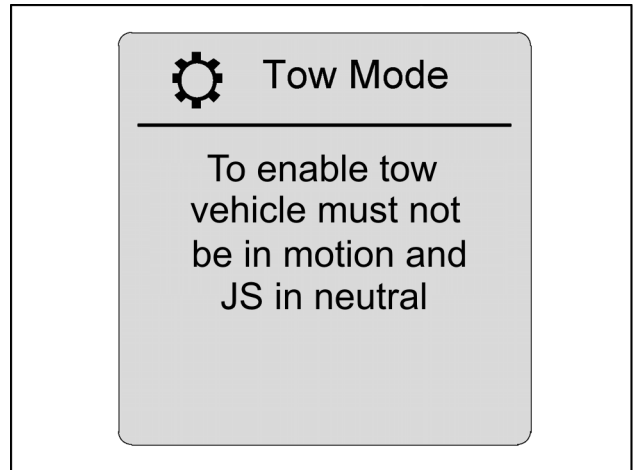 Tow Mode
To enable tow
vehicle must not
be in motion and
JS in neutral